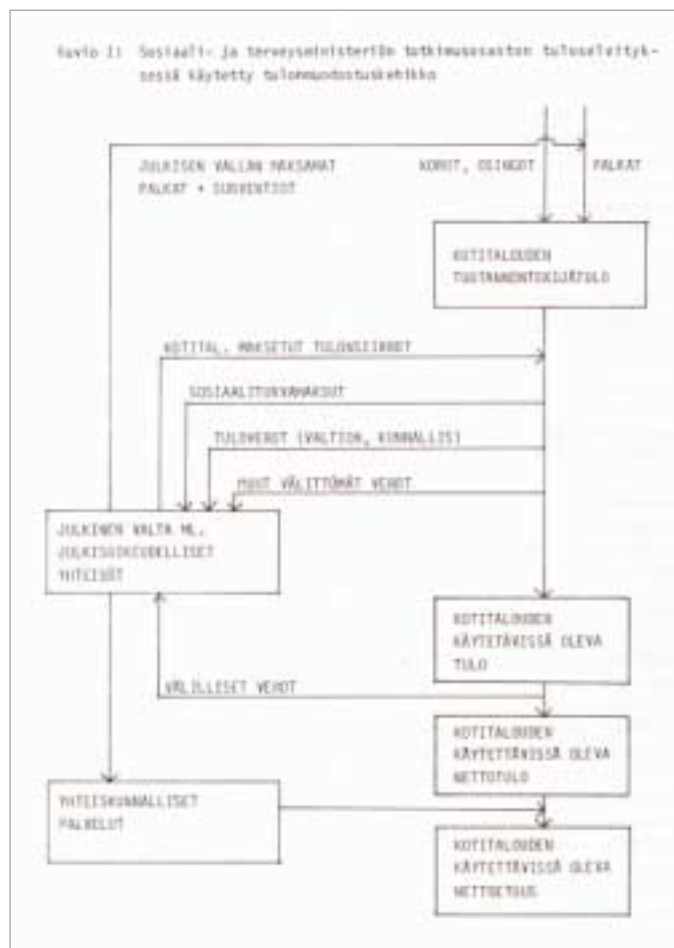 Kuvio 1: Sosiaali- ja terveysministeriön tutkimusosaston tuloselvityk-
sessä käytetty tulonmuodostuskehikko
JULKISEN VALLAN MAKSAMAT
PALKAT + SUBVENTIOT
KOROT, OSINGOT
PALKAT
KOTITALOUDEN
TUOTANNONTEKIJÄTULO
KOTITAL. MAKSETUT TULONSIIRROT
SOSIAALITURVAMAKSUT
TULOVEROT (VALTION, KUNNALLIS)
MUUT VÄLITTÖMÄT VEROT
JULKINEN VALTA ML.
JULKISOIKEUDELLISET
YHTEISÖT
KOTITALOUDEN
KÄYTETÄVISSÄ OLEVA
TULO
VÄLILLISET VEROT
KOTITALOUDEN
KÄYTETTÄVISSÄ OLEVA
NETTOTULO
YHTEISKUNNALLISET
PALVELUT
KOTITALOUDEN
KÄYTETTÄVISSÄ OLEVA
NETTOETUUS